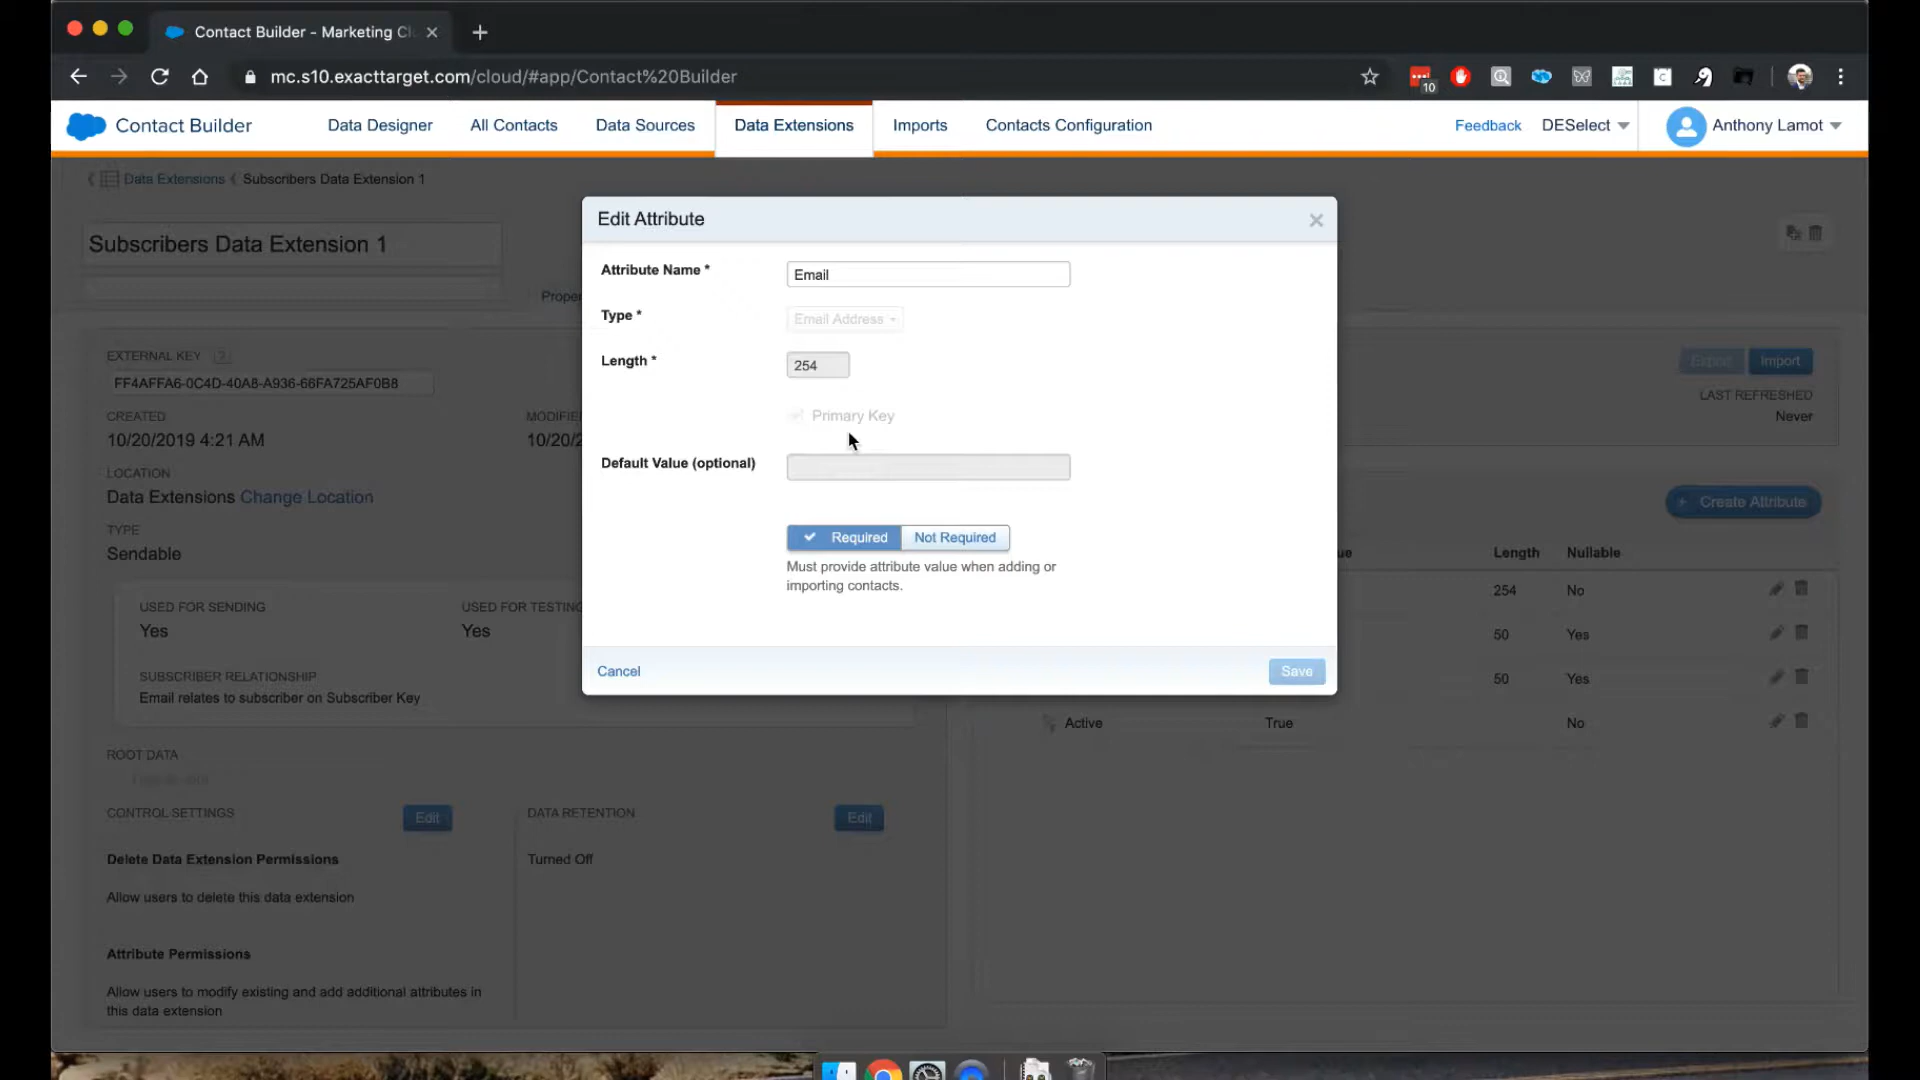 Contact Builder - Marketing Cl
mc.s10.exacttarget.com/cloud/#app/Contact%20Builder
10
Contact Builder
Data Designer
All Contacts
Data Sources
Data Extensions
Imports
Contacts Configuration
Feedback
DESelect
Anthony Lamot
Data Extensions
Subscribers Data Extension 1
Subscribers Data Extension 1
EXTERNAL KEY ?
FF4AFFA6-0C4D-40A8-A936-66FA725AF0B8
CREATED
10/20/2019 4:21 AM
10/20/2
LOCATION
Data Extensions Change Location
TYPE
Sendable
USED FOR SENDING
Yes
USED FOR TESTING
Yes
SUBSCRIBER RELATIONSHIP
Email relates to subscriber on Subscriber Key
ROOT DATA
CONTROL SETTINGS
Edit
Delete Data Extension Permissions
Allow users to delete this data extension
Attribute Permissions
Allow users to modify existing and add additional attributes in
this data extension
DATA RETENTION
Edit
Turned Off
Edit Attribute
Attribute Name *
Email
Type *
Email Address
Length *
254
Primary Key
Default Value (optional)
Required
Not Required
Must provide attribute value when adding or
importing contacts.
Cancel
Save
Export
Import
LAST REFRESHED
Never
+ Create Attribute
Length
Nullable
254
No
50
Yes
50
Yes
Active
True
No